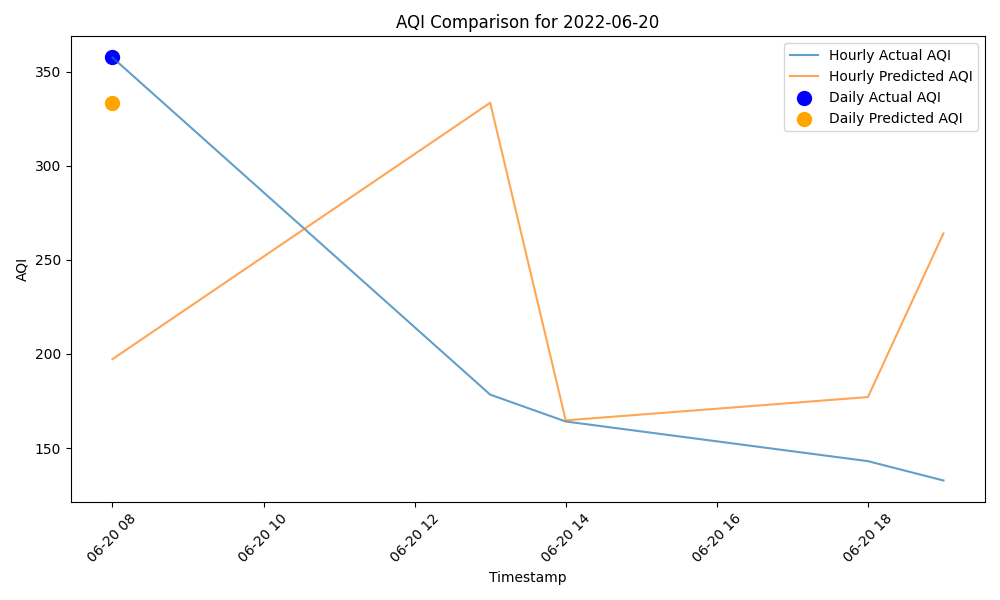 AQI Comparison for 2022-06-20
Hourly Actual AQI
Hourly Predicted AQI
Daily Actual AQI
Daily Predicted AQI
350
300
250
200
150
AQI
06-20 08
06-20 10
06-20 12
06-20 14
06-20 16
06-20 18
Timestamp